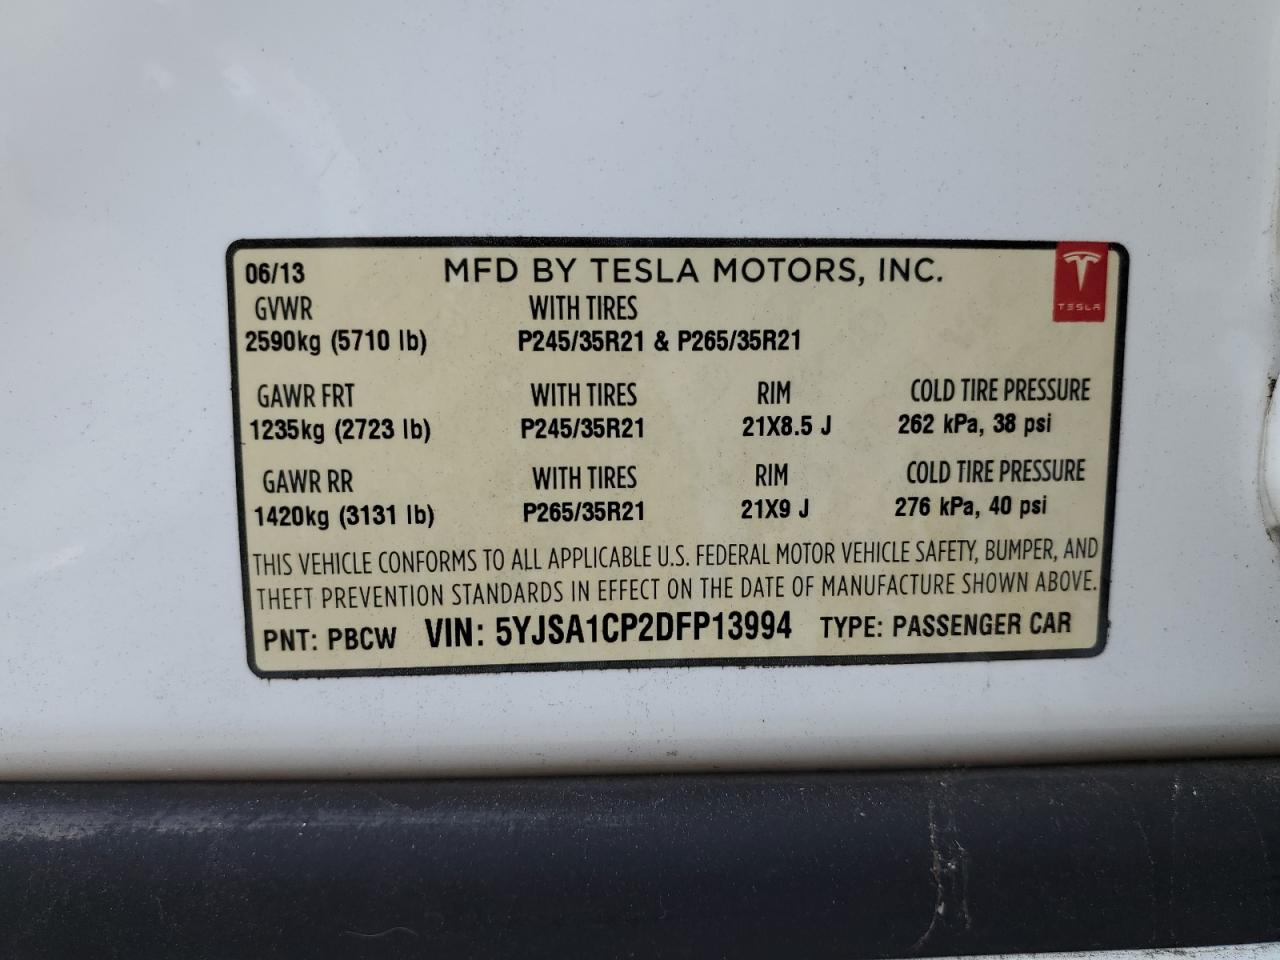 06/13 MFD BY TESLA MOTORS, INC.
TESLA
GVWR WITH TIRES
2590kg (5710 lb) P245/35R21 & P265/35R21
GAWR FRT WITH TIRES RIM COLD TIRE PRESSURE
1235kg (2723 lb) P245/35R21 21X8.5 J 262 kPa, 38 psi
GAWR RR WITH TIRES RIM COLD TIRE PRESSURE
1420kg (3131 lb) P265/35R21 21X9 J 276 kPa, 40 psi
THIS VEHICLE CONFORMS TO ALL APPLICABLE U.S. FEDERAL MOTOR VEHICLE SAFETY, BUMPER, AND
THEFT PREVENTION STANDARDS IN EFFECT ON THE DATE OF MANUFACTURE SHOWN ABOVE.
PNT: PBCW VIN: 5YJSA1CP2DFP13994 TYPE: PASSENGER CAR